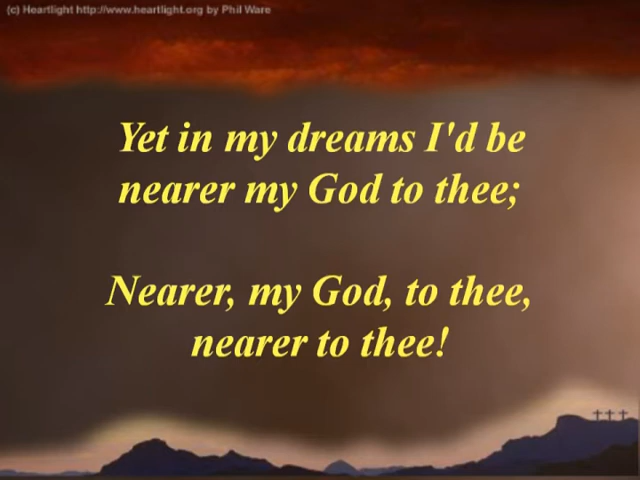 (c) Heartlight http://www.heartlight.org by Phil Ware
Yet in my dreams I'd be
nearer my God to thee;
Nearer, my God, to thee,
nearer to thee!